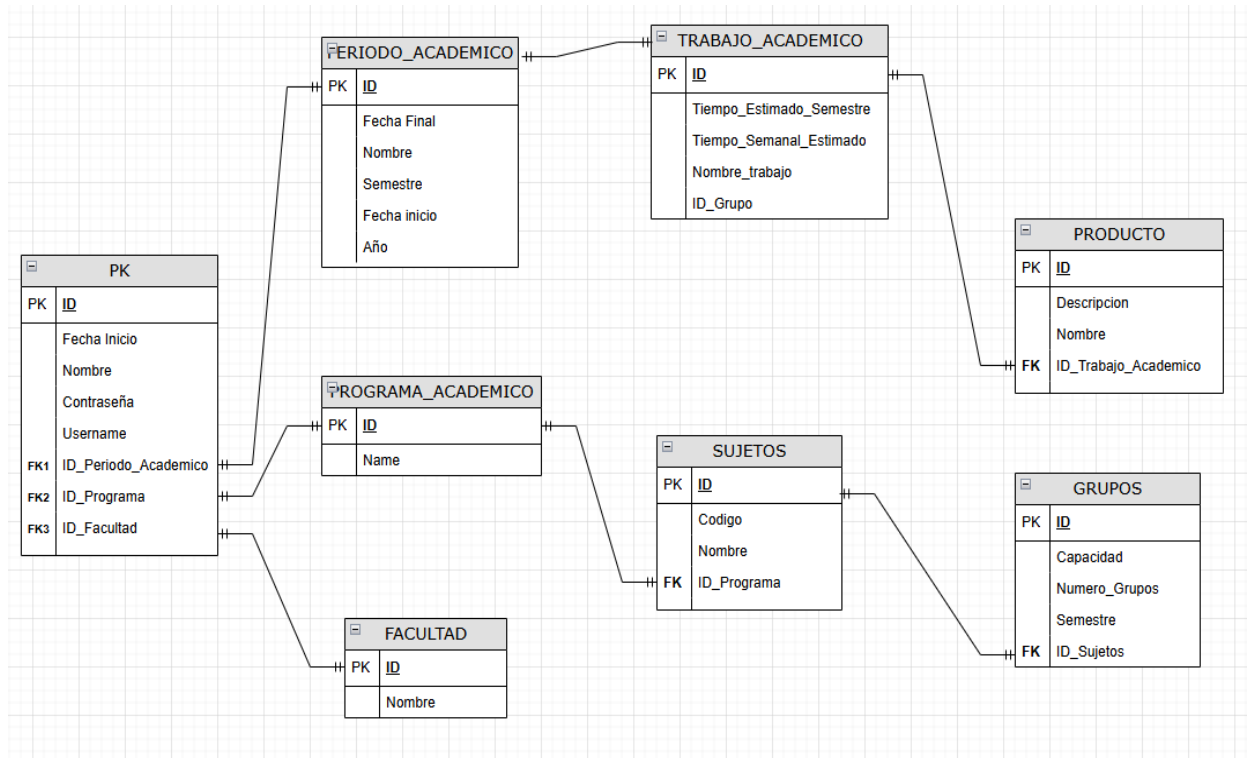 PERIODO_ACADEMICO
PK ID
Fecha Final
Nombre
Semestre
Fecha inicio
Año
TRABAJO_ACADEMICO
PK ID
Tiempo_Estimado_Semestre
Tiempo_Semanal_Estimado
Nombre_trabajo
ID_Grupo
PRODUCTO
PK ID
Descripcion
Nombre
FK ID_Trabajo_Academico
PK
PK ID
Fecha Inicio
Nombre
Contraseña
Username
FK1 ID_Periodo_Academico
FK2 ID_Programa
FK3 ID_Facultad
PROGRAMA_ACADEMICO
PK ID
Name
SUJETOS
PK ID
Codigo
Nombre
FK ID_Programa
GRUPOS
PK ID
Capacidad
Numero_Grupos
Semestre
FK ID_Sujetos
FACULTAD
PK ID
Nombre